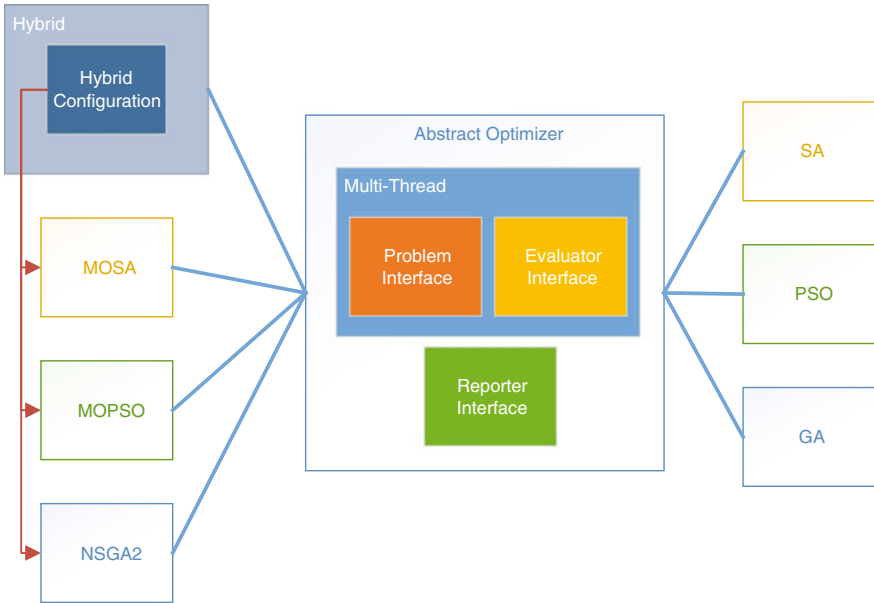 Hybrid
Hybrid
Configuration
MOSA
MOPSO
NSGA2
Abstract Optimizer
Multi-Thread
Problem
Interface
Evaluator
Interface
Reporter
Interface
SA
PSO
GA